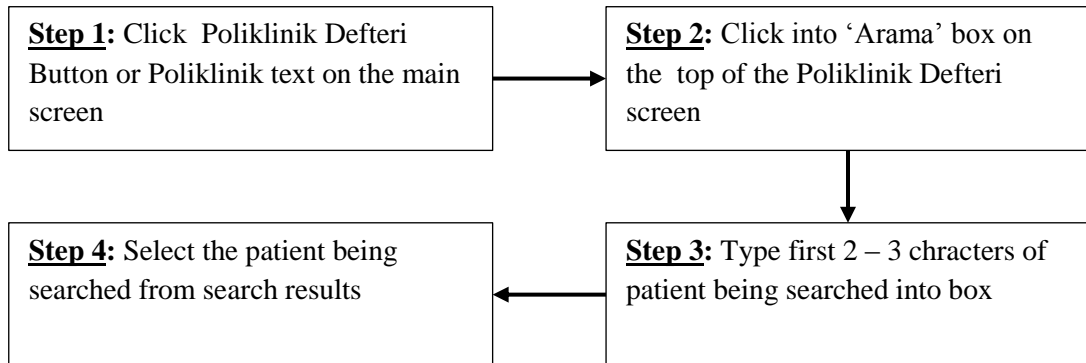 Step 1: Click Poliklinik Defteri
Button or Poliklinik text on the main
screen
Step 2: Click into ‘Arama’ box on
the top of the Poliklinik Defteri
screen
Step 3: Type first 2 – 3 chracters of
patient being searched into box
Step 4: Select the patient being
searched from search results